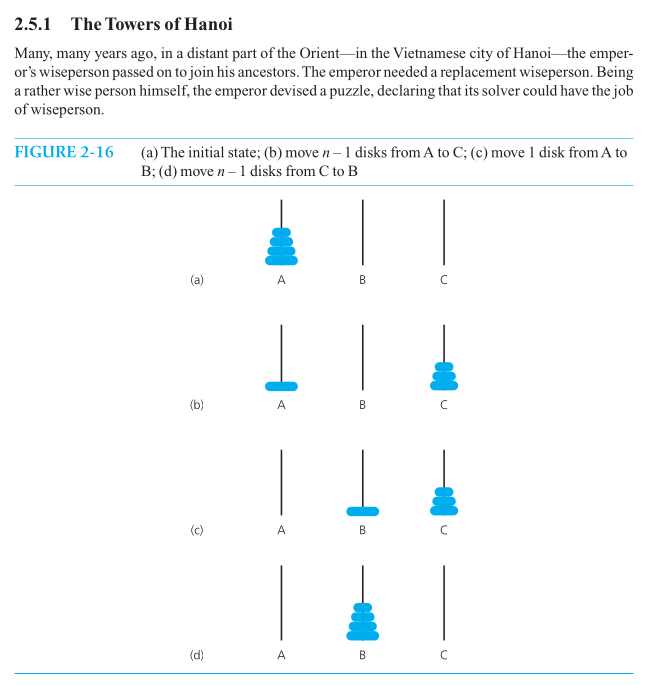 2.5.1 The Towers of Hanoi
Many, many years ago, in a distant part of the Orient—in the Vietnamese city of Hanoi—the emper-
or's wiseperson passed on to join his ancestors. The emperor needed a replacement wiseperson. Being
a rather wise person himself, the emperor devised a puzzle, declaring that its solver could have the job
of wiseperson.
FIGURE 2-16 (a) The initial state; (b) move n – 1 disks from A to C; (c) move 1 disk from A to
B; (d) move n – 1 disks from C to B
(a) A B C
(b) A B C
(c) A B C
(d) A B C